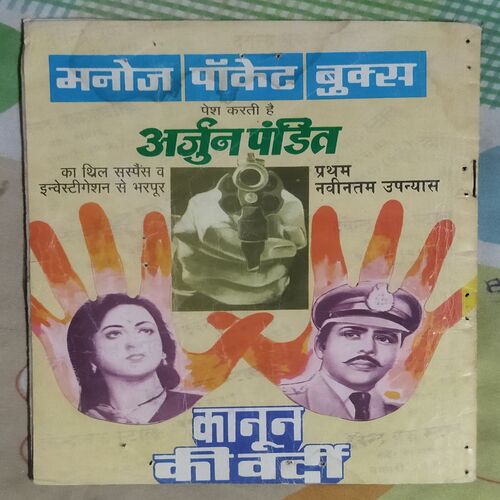 मनोज पॉकेट बुक्स
पेश करती है
अर्जुन पंडित
का थ्रिल सस्पैंस व
इन्वेस्टीगेशन से भरपूर
प्रथम
नवीनतम उपन्यास
कानून
की वर्दी